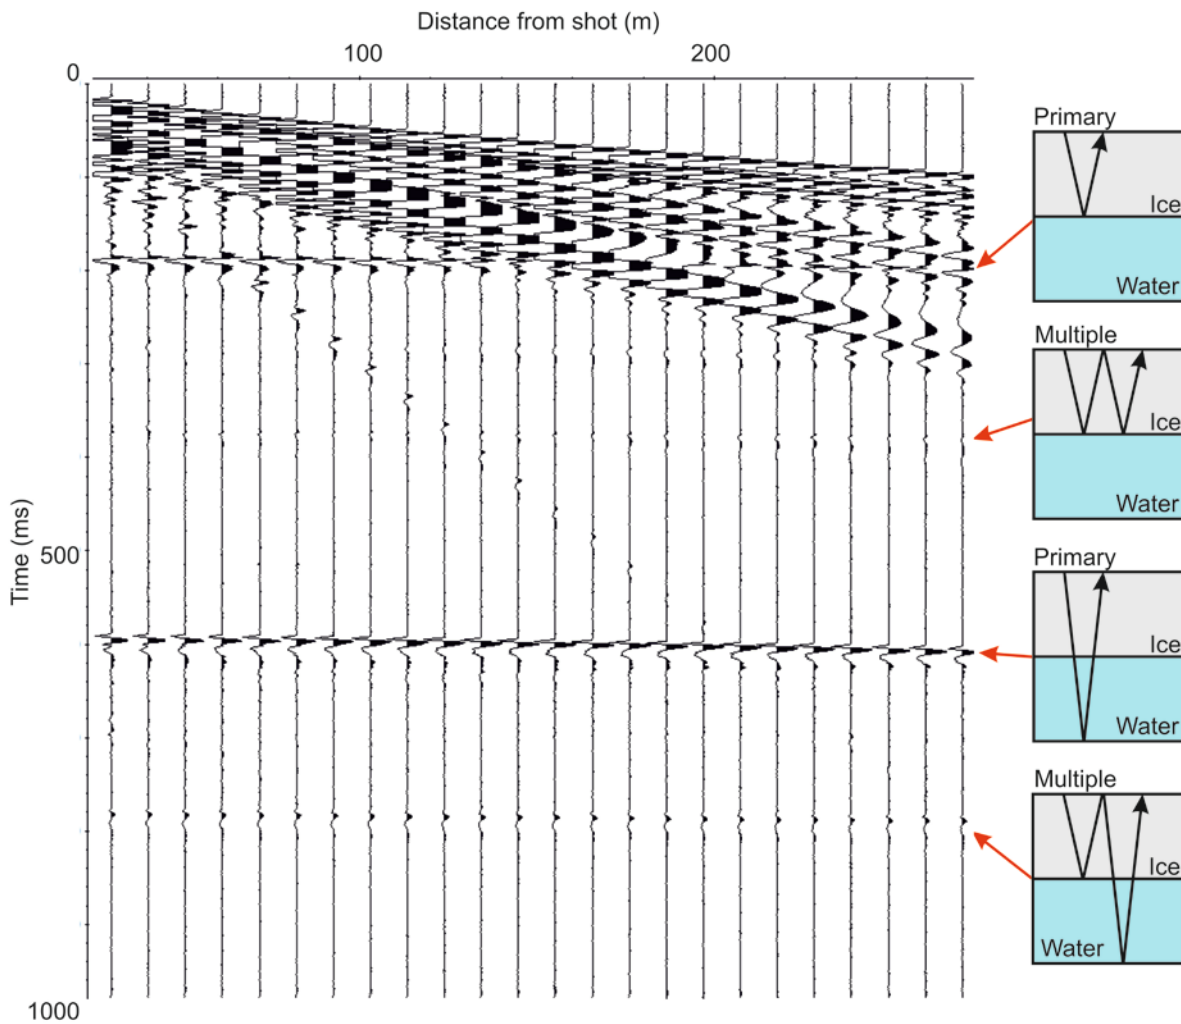 Distance from shot (m)
100
200
0
Time (ms)
500
1000
Primary
Ice
Water
Multiple
Ice
Water
Primary
Ice
Water
Multiple
Ice
Water